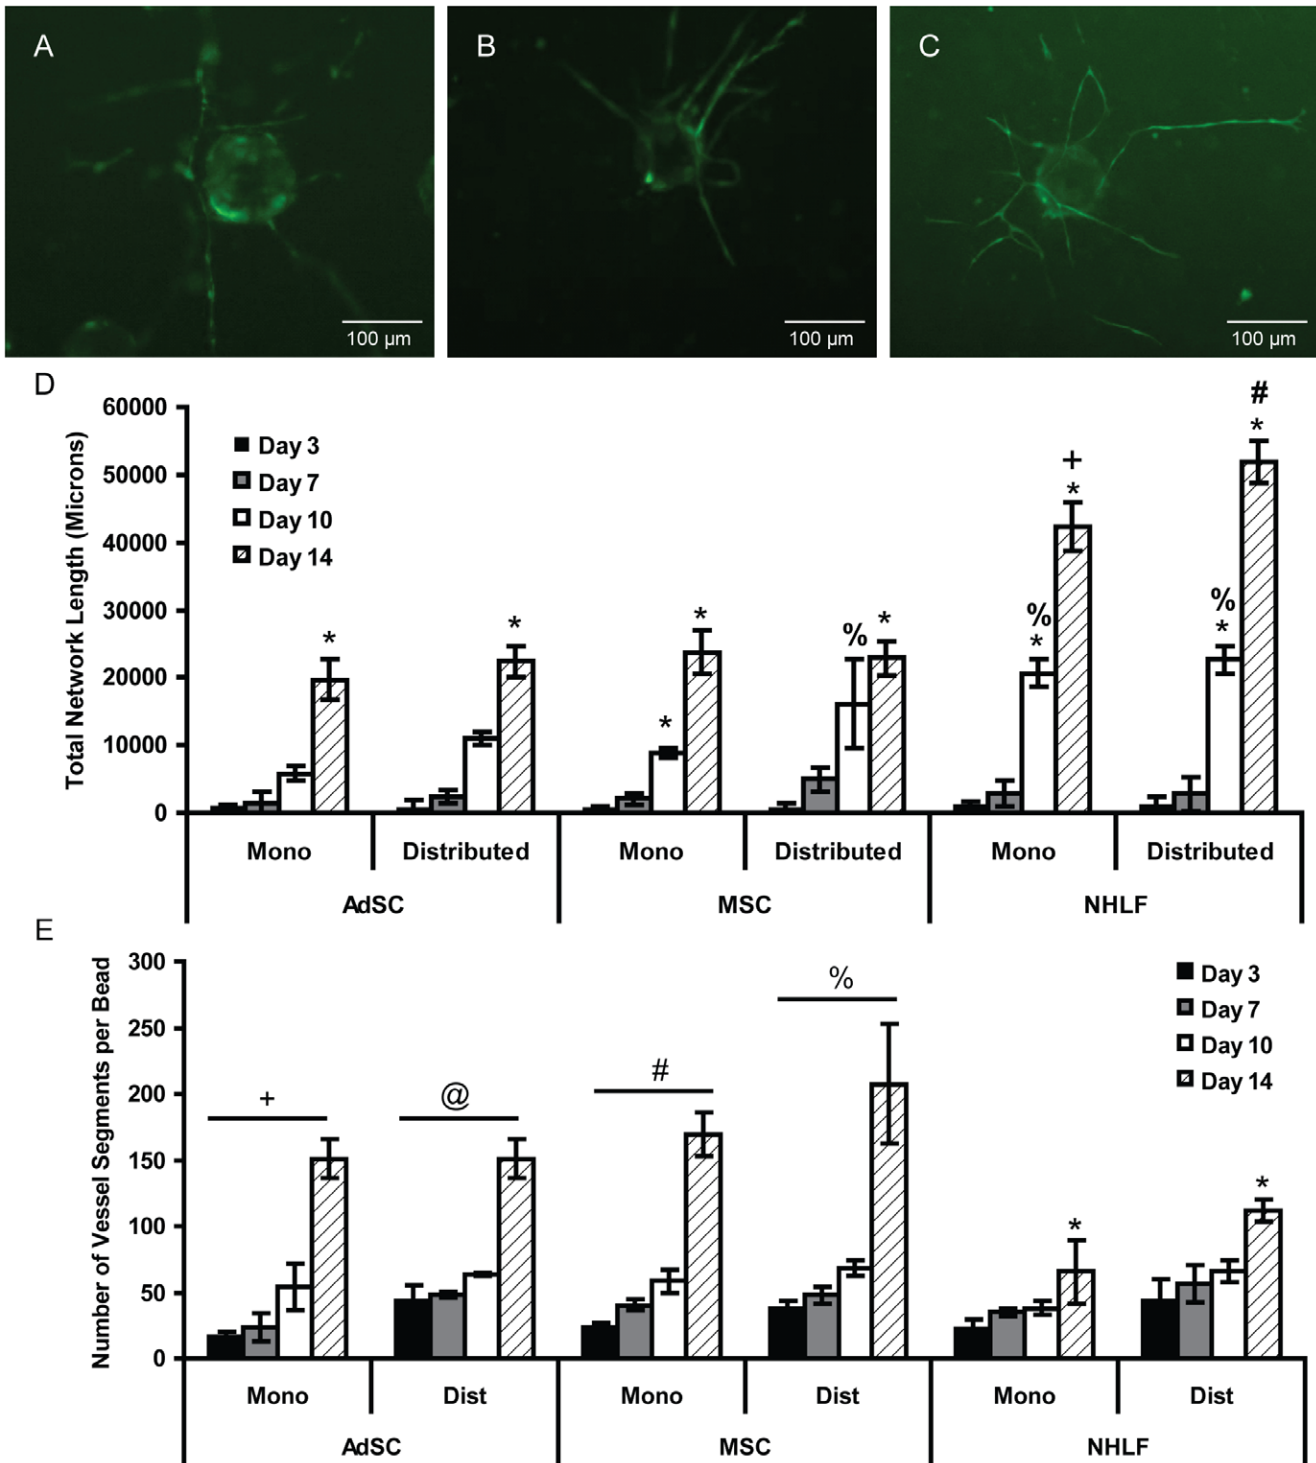 A
B
C
100 µm
100 µm
100 µm
D
Total Network Length (Microns)
60000
50000
40000
30000
20000
10000
0
Day 3
Day 7
Day 10
Day 14
*
*
*
*
%
*
%
*
+
*
%
*
#
*
Mono
Distributed
Mono
Distributed
Mono
Distributed
AdSC
MSC
NHLF
E
Number of Vessel Segments per Bead
300
250
200
150
100
50
0
+
@
#
%
*
*
Day 3
Day 7
Day 10
Day 14
Mono
Dist
Mono
Dist
Mono
Dist
AdSC
MSC
NHLF